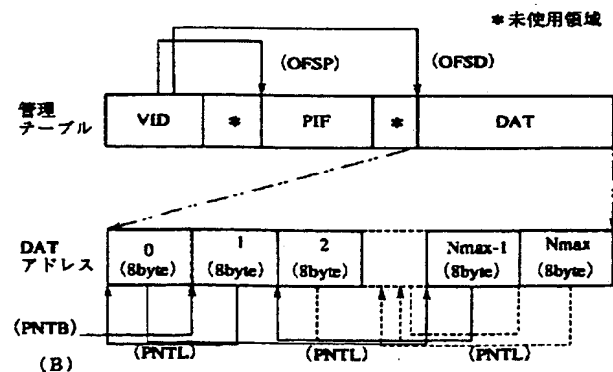 *未使用領域
(OFSP) (OFSD)
管理
テーブル
VID * PIF * DAT
DAT
アドレス
0 1 2 Nmax-1 Nmax
(8byte) (8byte) (8byte) (8byte) (8byte)
(PNTB)
(PNTL) (PNTL) (PNTL)
(B)